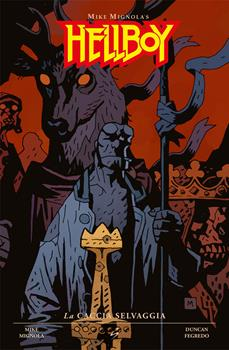 MIKE MIGNOLA'S
HELLBOY
LA CACCIA SELVAGGIA
MIKE
MIGNOLA
DUNCAN
FEGREDO
M